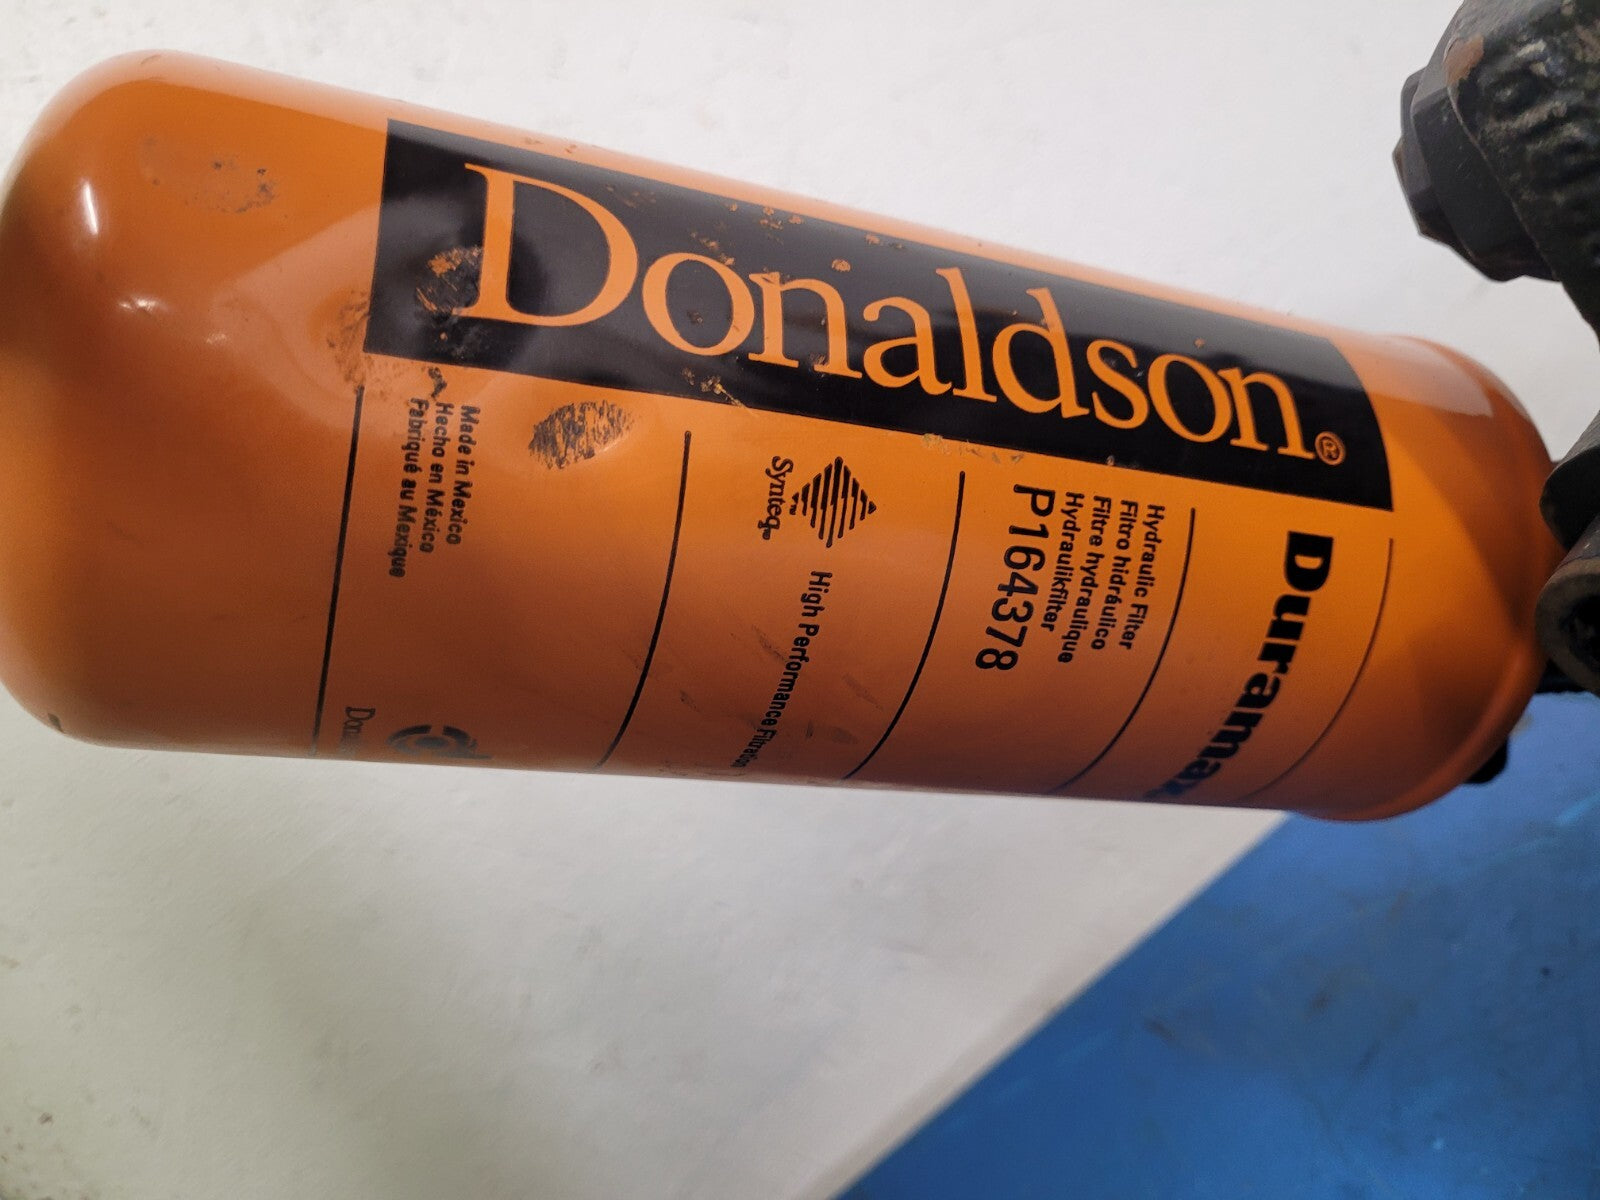 Donaldson®
Duramax
Hydraulic Filter
Filtro hidráulico
Filtre hydraulique
Hydraulikfilter
P164378
Synteq™
High Performance Filtration
Made in Mexico
Hecho en México
Fabriqué au Mexique